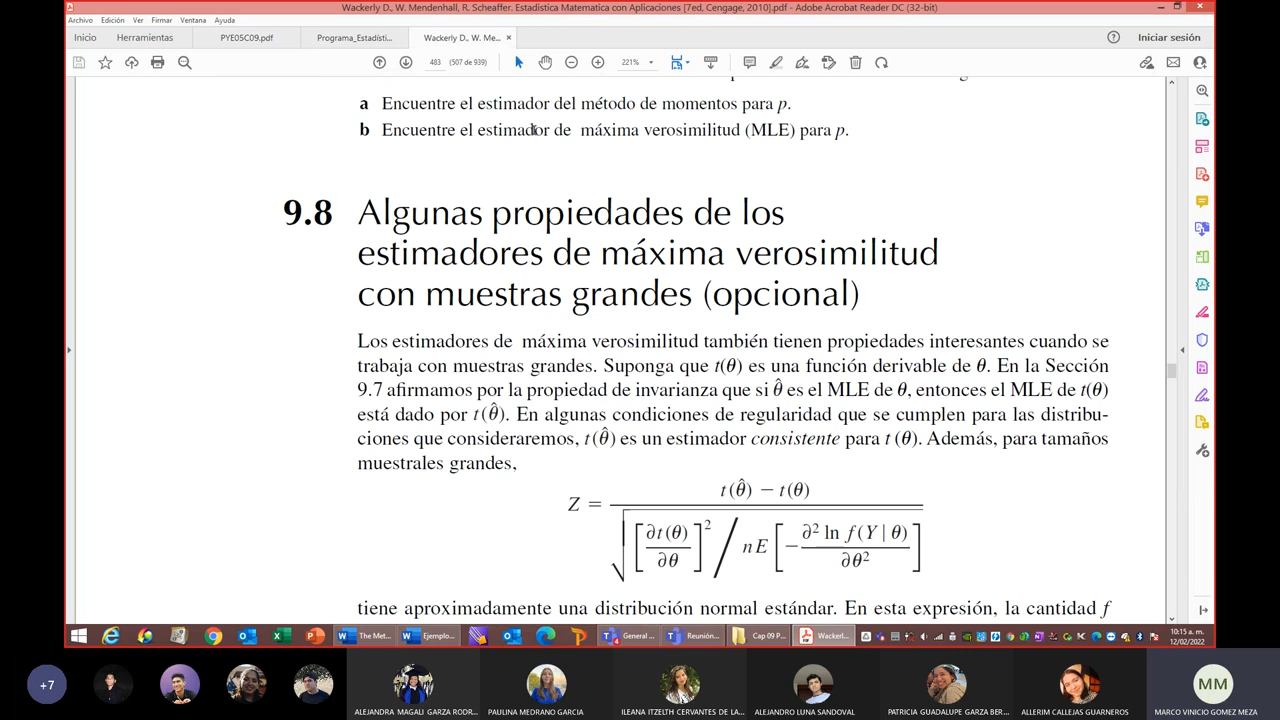 Wackerly D., W. Mendenhall, R. Scheaffer. Estadistica Matematica con Aplicaciones [7ed, Cengage, 2010].pdf - Adobe Acrobat Reader DC (32-bit)
Archivo Edición Ver Firmar Ventana Ayuda
Inicio Herramientas PYE05C09.pdf Programa_Estadísti... Wackerly D., W. Me... × Iniciar sesión
483 (507 de 939) 221%
a Encuentre el estimador del método de momentos para p.
b Encuentre el estimador de máxima verosimilitud (MLE) para p.
9.8 Algunas propiedades de los
estimadores de máxima verosimilitud
con muestras grandes (opcional)
Los estimadores de máxima verosimilitud también tienen propiedades interesantes cuando se
trabaja con muestras grandes. Suponga que t(θ) es una función derivable de θ. En la Sección
9.7 afirmamos por la propiedad de invarianza que si θ̂ es el MLE de θ, entonces el MLE de t(θ)
está dado por t(θ̂). En algunas condiciones de regularidad que se cumplen para las distribu-
ciones que consideraremos, t(θ̂) es un estimador consistente para t (θ). Además, para tamaños
muestrales grandes,
Z = t(θ̂) − t(θ) / √([∂t(θ)/∂θ]² / nE[−∂² ln f(Y | θ)/∂θ²])
tiene aproximadamente una distribución normal estándar. En esta expresión, la cantidad f
The Met... Ejemplo... General ... Reunión... Cap 09 P... Wackerl...
10:15 a. m.
12/02/2022
+7
MM
ALEJANDRA MAGALI GARZA RODR... PAULINA MEDRANO GARCIA ILEANA ITZELTH CERVANTES DE LA... ALEJANDRO LUNA SANDOVAL PATRICIA GUADALUPE GARZA BER... ALLERIM CALLEJAS GUARNEROS MARCO VINICIO GOMEZ MEZA